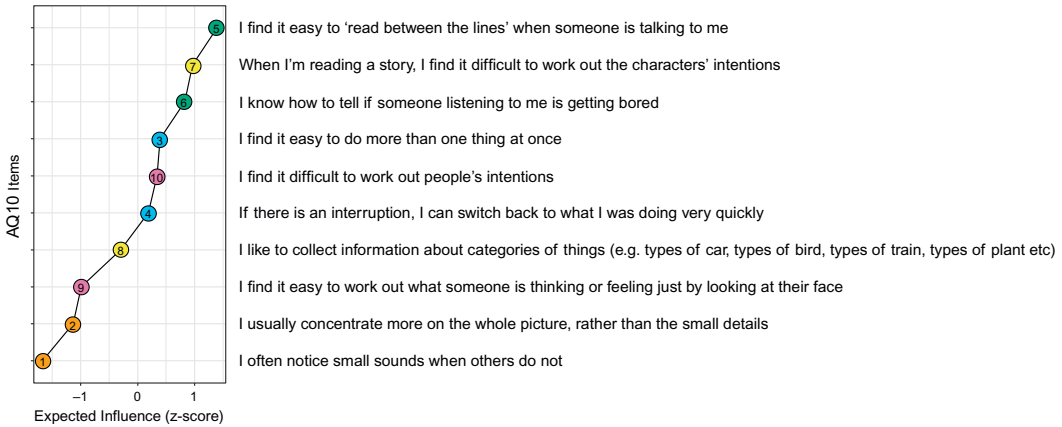 AQ10 Items
5 I find it easy to ‘read between the lines’ when someone is talking to me
7 When I’m reading a story, I find it difficult to work out the characters’ intentions
6 I know how to tell if someone listening to me is getting bored
3 I find it easy to do more than one thing at once
10 I find it difficult to work out people’s intentions
4 If there is an interruption, I can switch back to what I was doing very quickly
8 I like to collect information about categories of things (e.g. types of car, types of bird, types of train, types of plant etc)
9 I find it easy to work out what someone is thinking or feeling just by looking at their face
2 I usually concentrate more on the whole picture, rather than the small details
1 I often notice small sounds when others do not
–1 0 1
Expected Influence (z-score)